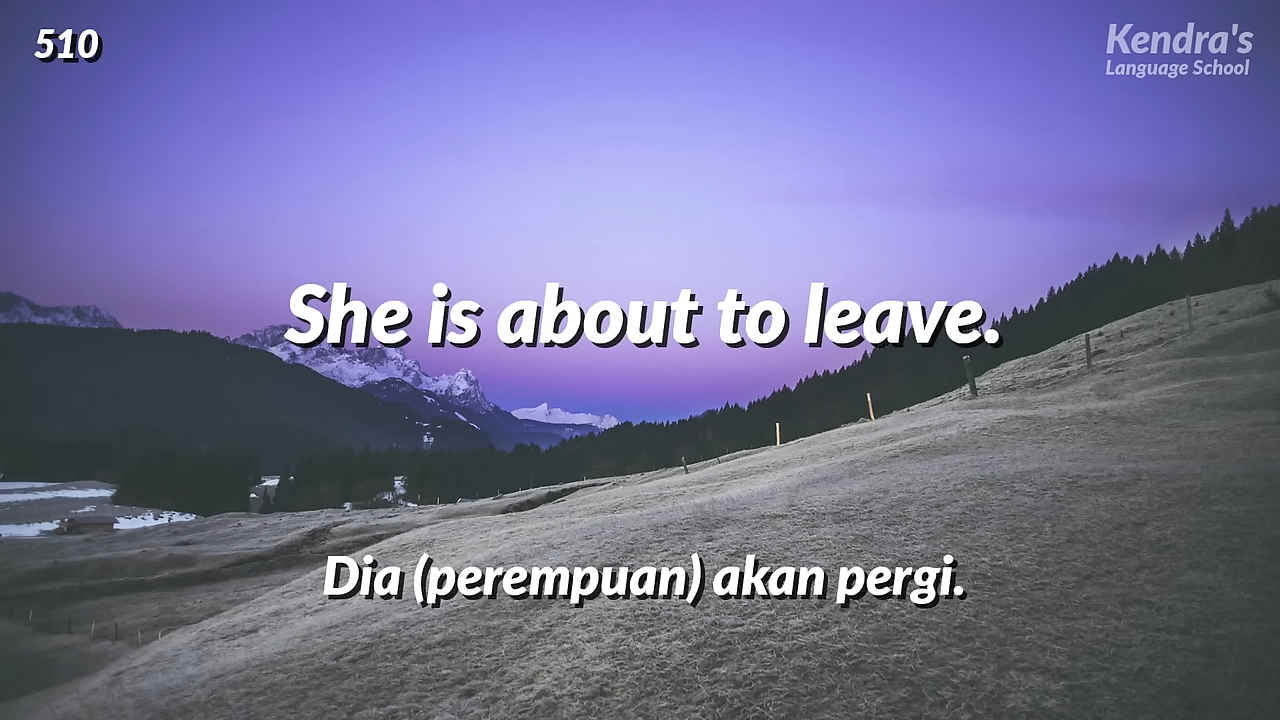 510
Kendra's
Language School
She is about to leave.
Dia (perempuan) akan pergi.